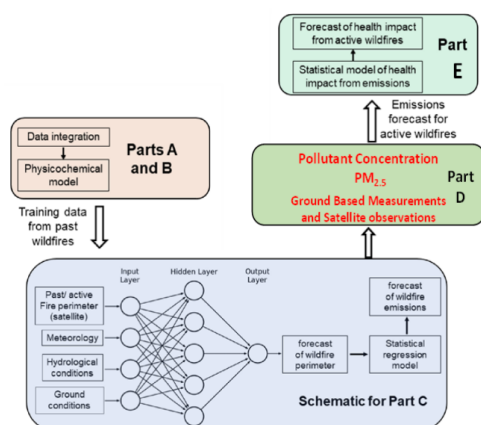 Forecast of health impact
from active wildfires
Statistical model of health
impact from emissions
Part
E
Emissions
forecast for
active wildfires
Data integration
Physicochemical
model
Parts A
and B
Pollutant Concentration
PM2.5
Ground Based Measurements
and Satellite observations
Part
D
Training data
from past
wildfires
Input
Layer
Hidden Layer
Output
Layer
Past/ active
Fire perimeter
(satellite)
Meteorology
Hydrological
conditions
Ground
conditions
forecast
of wildfire
perimeter
Statistical
regression
model
forecast
of wildfire
emissions
Schematic for Part C